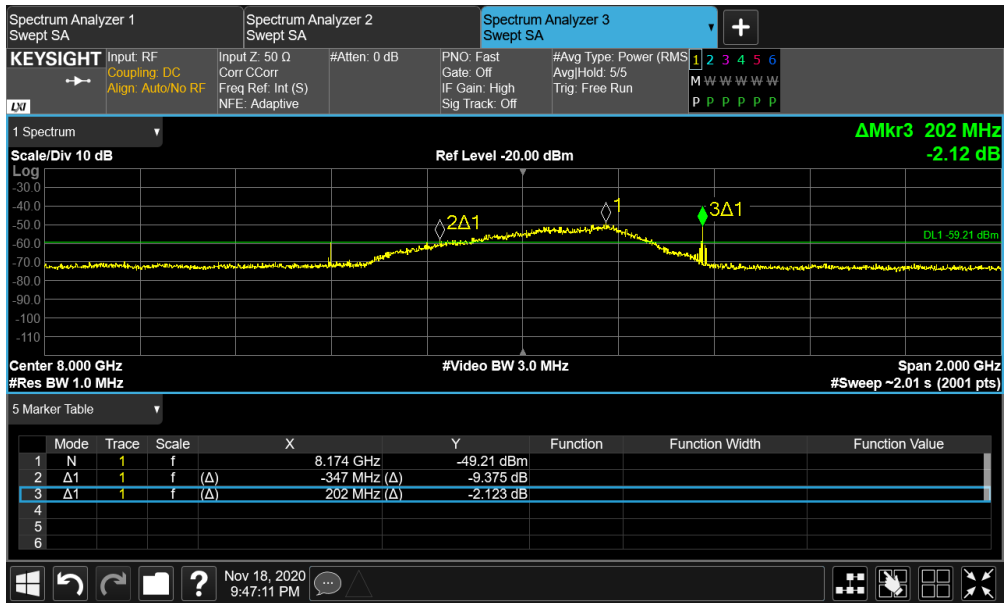 Spectrum Analyzer 1
Swept SA
Spectrum Analyzer 2
Swept SA
Spectrum Analyzer 3
Swept SA
▼
+
KEYSIGHT
LXI
Input: RF
Coupling: DC
Align: Auto/No RF
Input Z: 50 Ω
Corr CCorr
Freq Ref: Int (S)
NFE: Adaptive
#Atten: 0 dB
PNO: Fast
Gate: Off
IF Gain: High
Sig Track: Off
#Avg Type: Power (RMS
Avg|Hold: 5/5
Trig: Free Run
1 2 3 4 5 6
M W W W W W
P P P P P P
1 Spectrum ▼
ΔMkr3 202 MHz
-2.12 dB
Scale/Div 10 dB
Ref Level -20.00 dBm
Log
-30.0
-40.0
-50.0
-60.0
-70.0
-80.0
-90.0
-100
-110
2Δ1
1
3Δ1
DL1 -59.21 dBm
Center 8.000 GHz
#Video BW 3.0 MHz
Span 2.000 GHz
#Res BW 1.0 MHz
#Sweep ~2.01 s (2001 pts)
5 Marker Table ▼
Mode Trace Scale X Y Function Function Width Function Value
1 N 1 f 8.174 GHz -49.21 dBm
2 Δ1 1 f (Δ) -347 MHz (Δ) -9.375 dB
3 Δ1 1 f (Δ) 202 MHz (Δ) -2.123 dB
4
5
6
?
Nov 18, 2020
9:47:11 PM